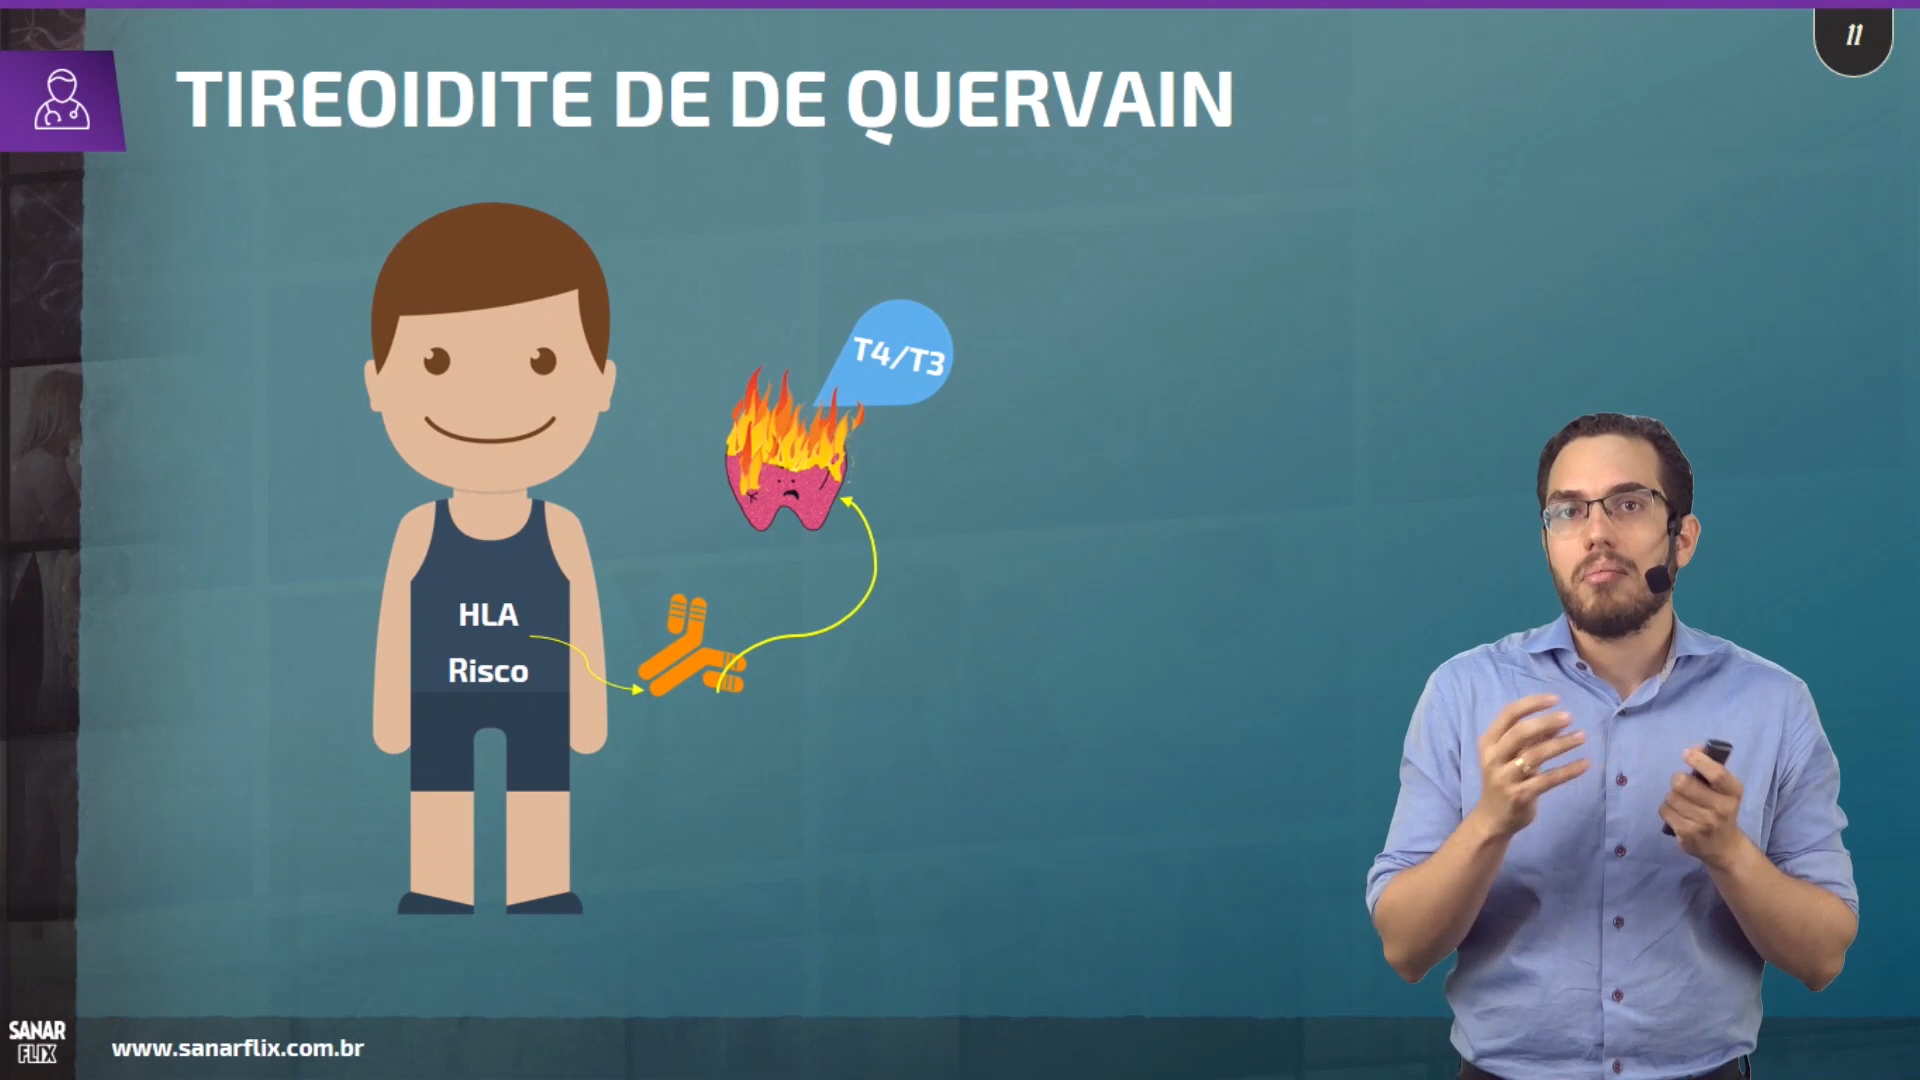 11
TIREOIDITE DE DE QUERVAIN
T4/T3
HLA
Risco
SANAR
FLIX
www.sanarflix.com.br